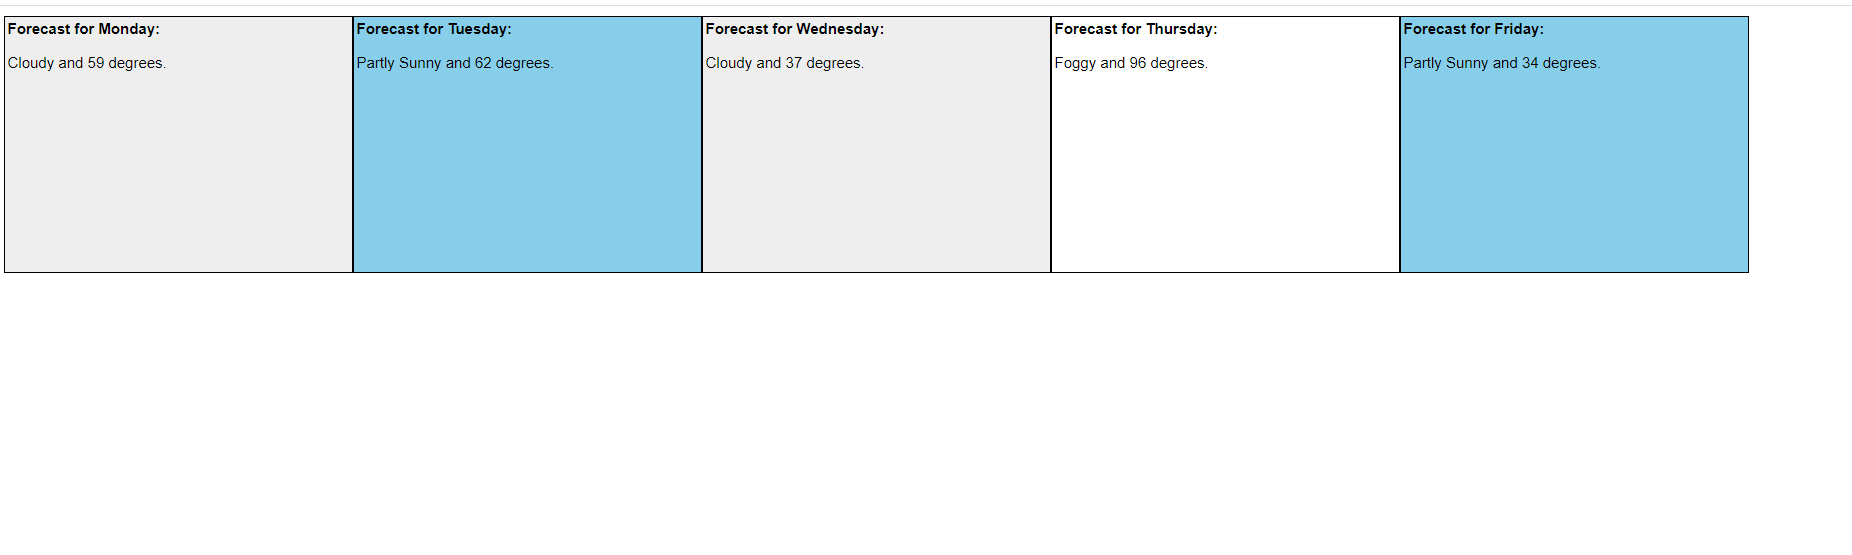 Forecast for Monday:
Cloudy and 59 degrees.
Forecast for Tuesday:
Partly Sunny and 62 degrees.
Forecast for Wednesday:
Cloudy and 37 degrees.
Forecast for Thursday:
Foggy and 96 degrees.
Forecast for Friday:
Partly Sunny and 34 degrees.